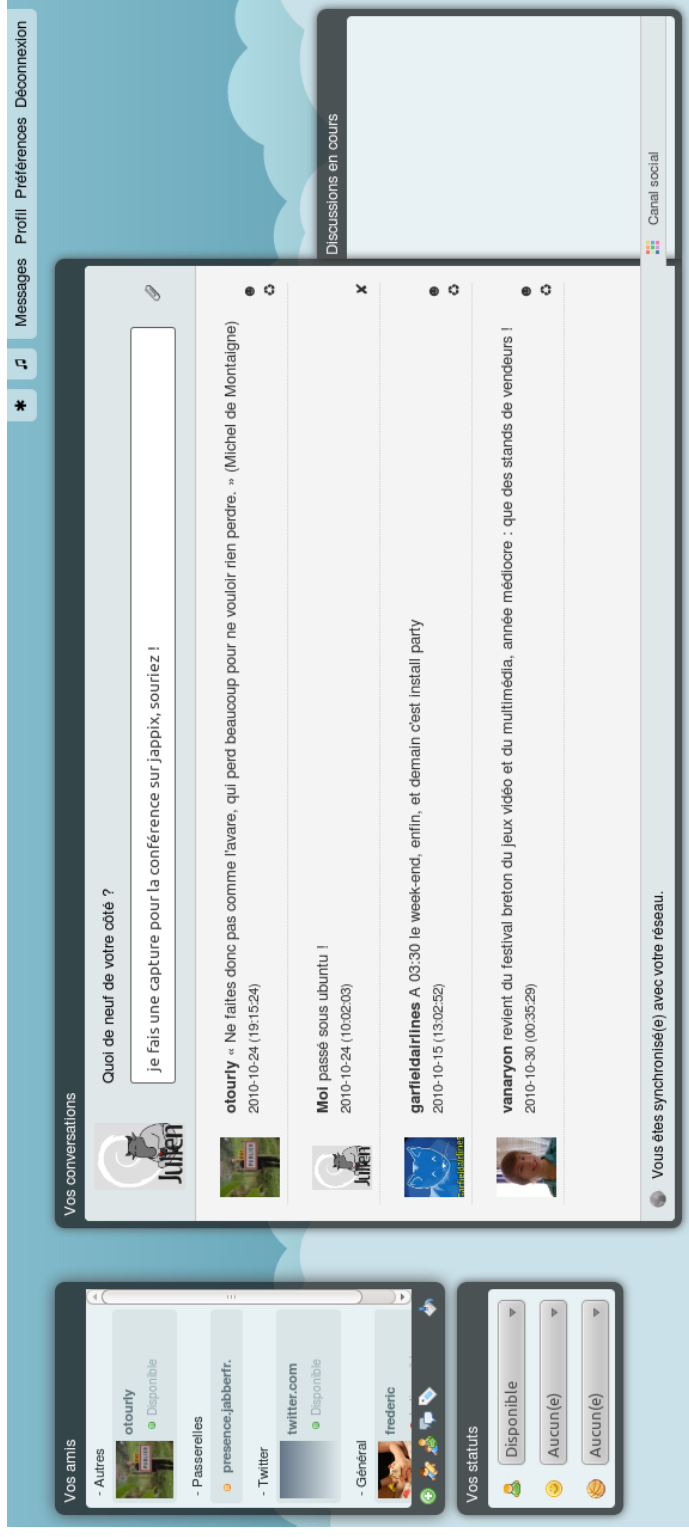 Messages Profil Préférences Déconnexion
Vos amis
- Autres
otourly
Disponible
- Passerelles
presence.jabberfr.
- Twitter
twitter.com
Disponible
- Général
frederic
Vos statuts
Disponible
Aucun(e)
Aucun(e)
Vos conversations
Julien
Quoi de neuf de votre côté ?
je fais une capture pour la conférence sur jappix, souriez !
otourly « Ne faites donc pas comme l'avare, qui perd beaucoup pour ne vouloir rien perdre. » (Michel de Montaigne)
2010-10-24 (19:15:24)
Julien
Moi passé sous ubuntu !
2010-10-24 (10:02:03)
Garfieldairlines
garfieldairlines A 03:30 le week-end, enfin, et demain c'est install party
2010-10-15 (13:02:52)
vanaryon revient du festival breton du jeux vidéo et du multimédia, année médiocre : que des stands de vendeurs !
2010-10-30 (00:35:29)
Vous êtes synchronisé(e) avec votre réseau.
Discussions en cours
Canal social